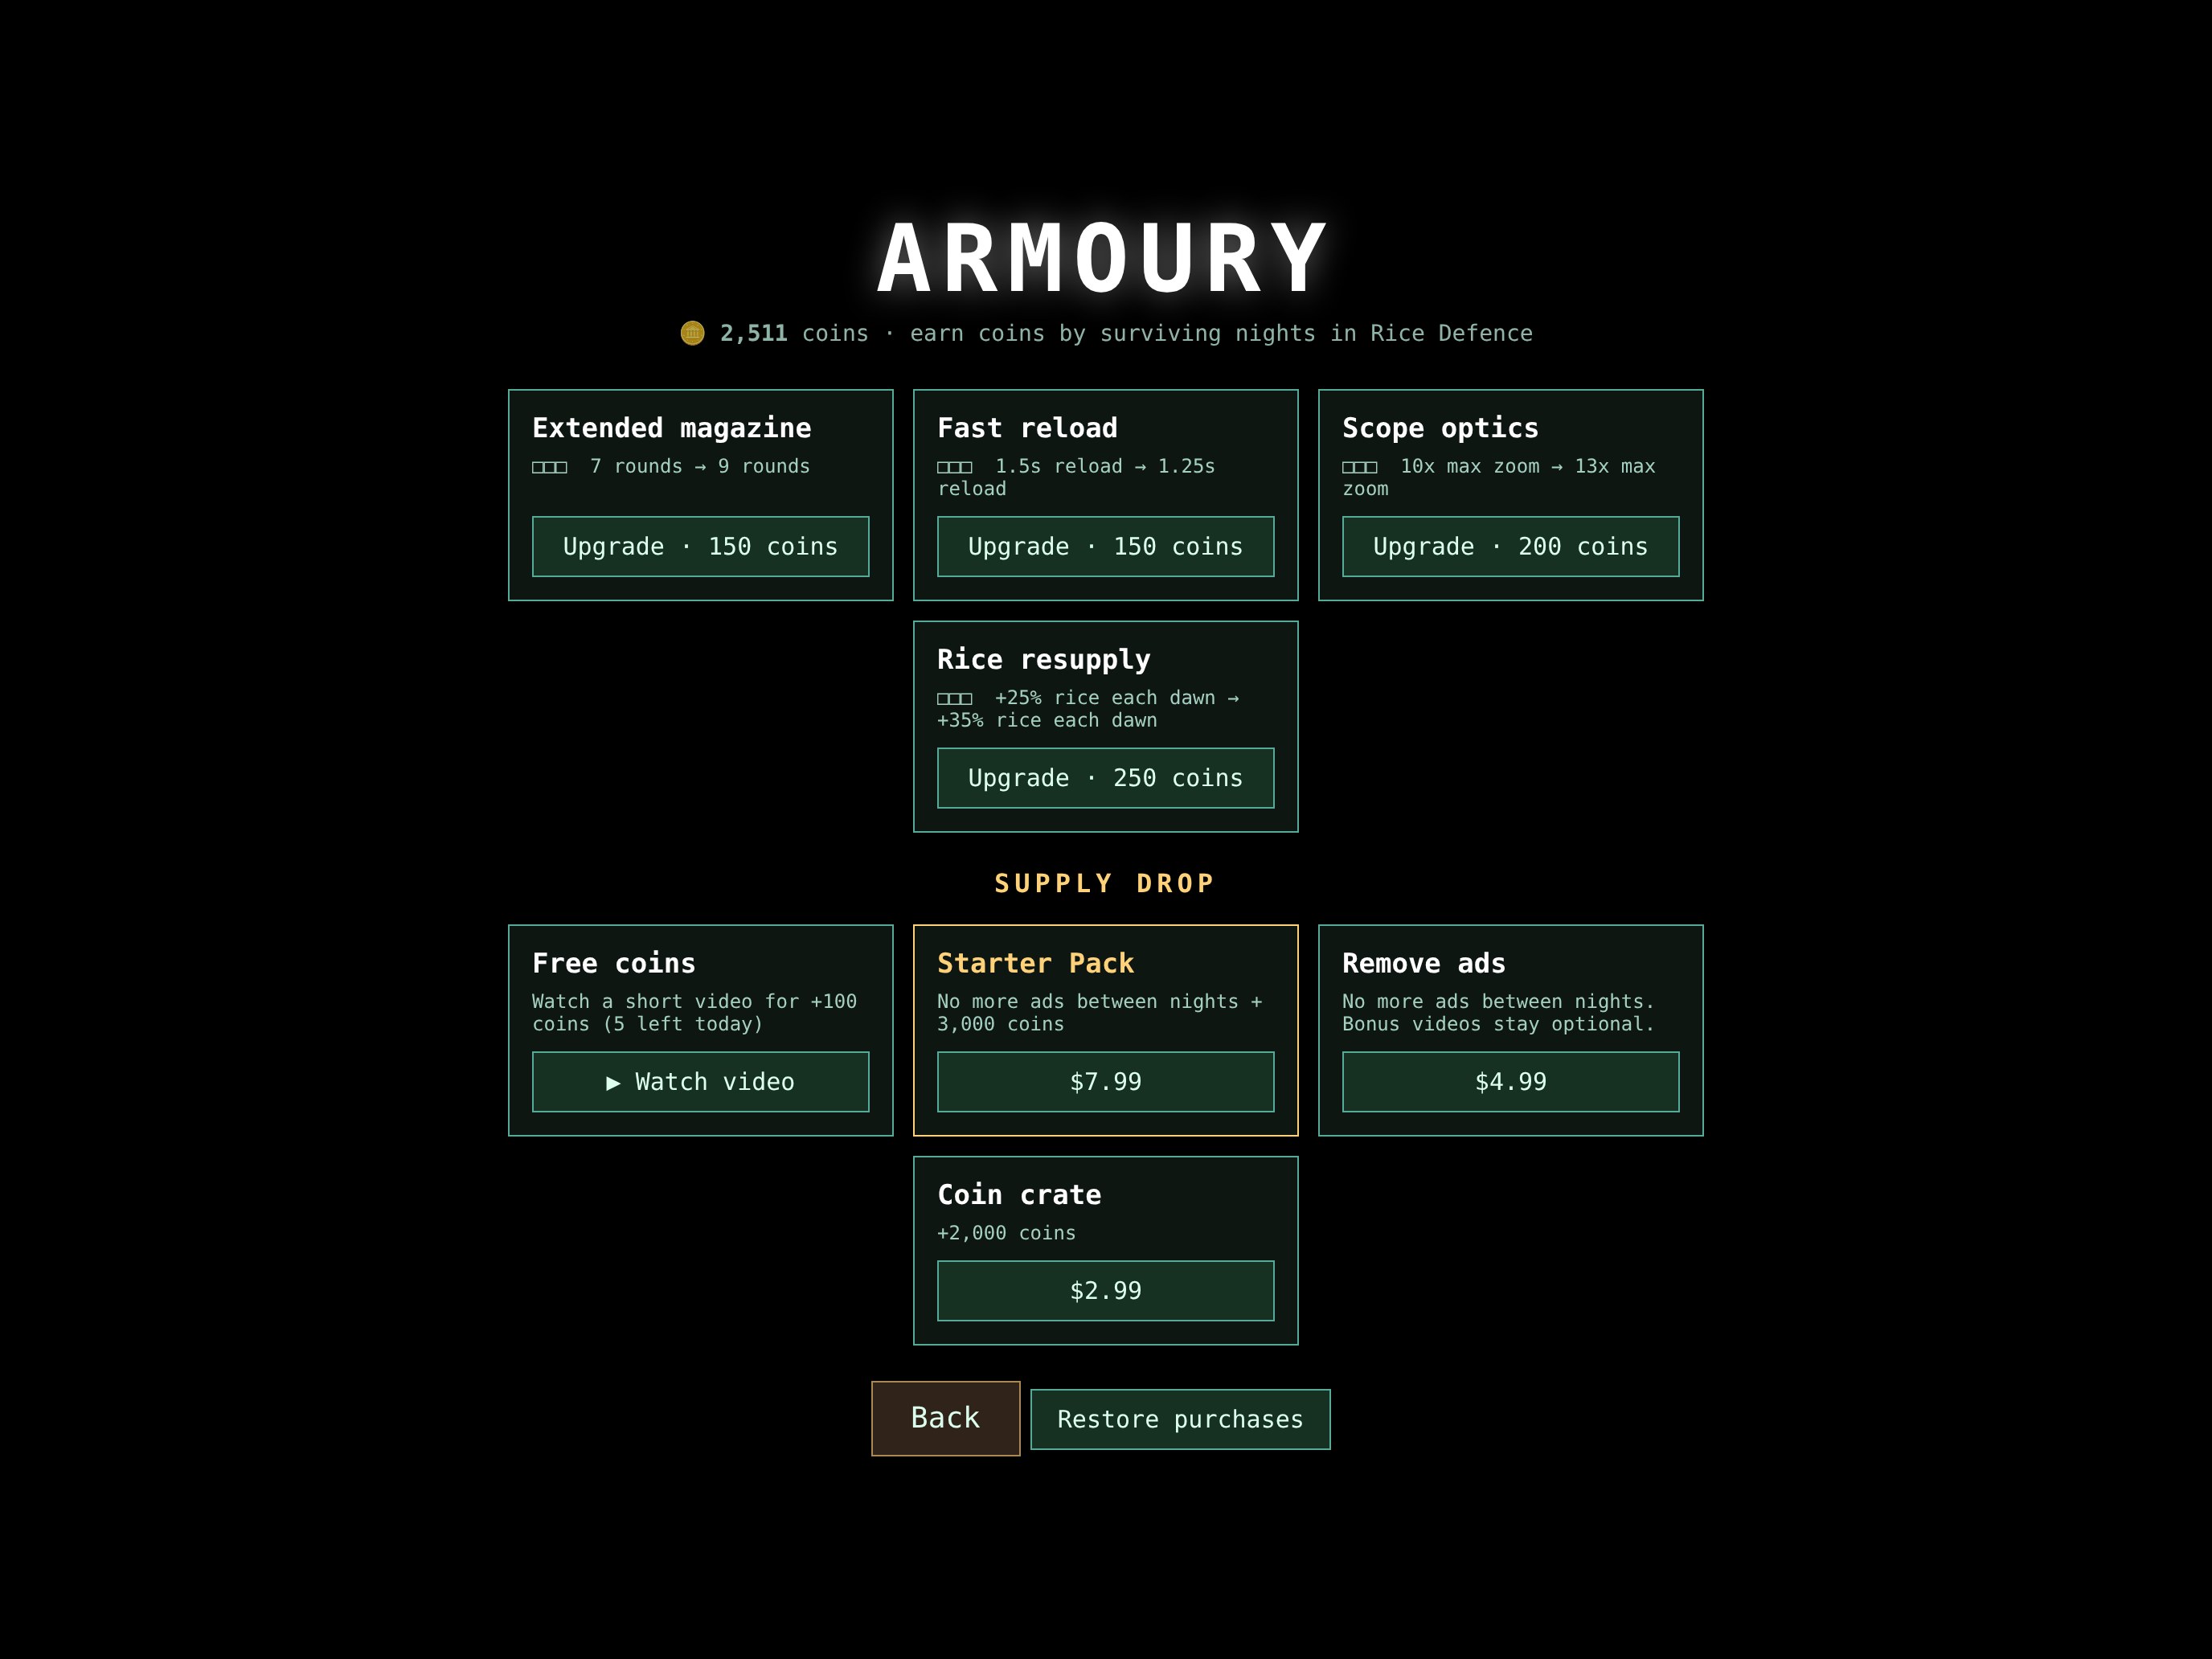 ARMOURY
🪙 2,511 coins · earn coins by surviving nights in Rice Defence
Extended magazine
□□□ 7 rounds → 9 rounds
Upgrade · 150 coins
Fast reload
□□□ 1.5s reload → 1.25s
reload
Upgrade · 150 coins
Scope optics
□□□ 10x max zoom → 13x max
zoom
Upgrade · 200 coins
Rice resupply
□□□ +25% rice each dawn →
+35% rice each dawn
Upgrade · 250 coins
SUPPLY DROP
Free coins
Watch a short video for +100
coins (5 left today)
▶ Watch video
Starter Pack
No more ads between nights +
3,000 coins
$7.99
Remove ads
No more ads between nights.
Bonus videos stay optional.
$4.99
Coin crate
+2,000 coins
$2.99
Back
Restore purchases